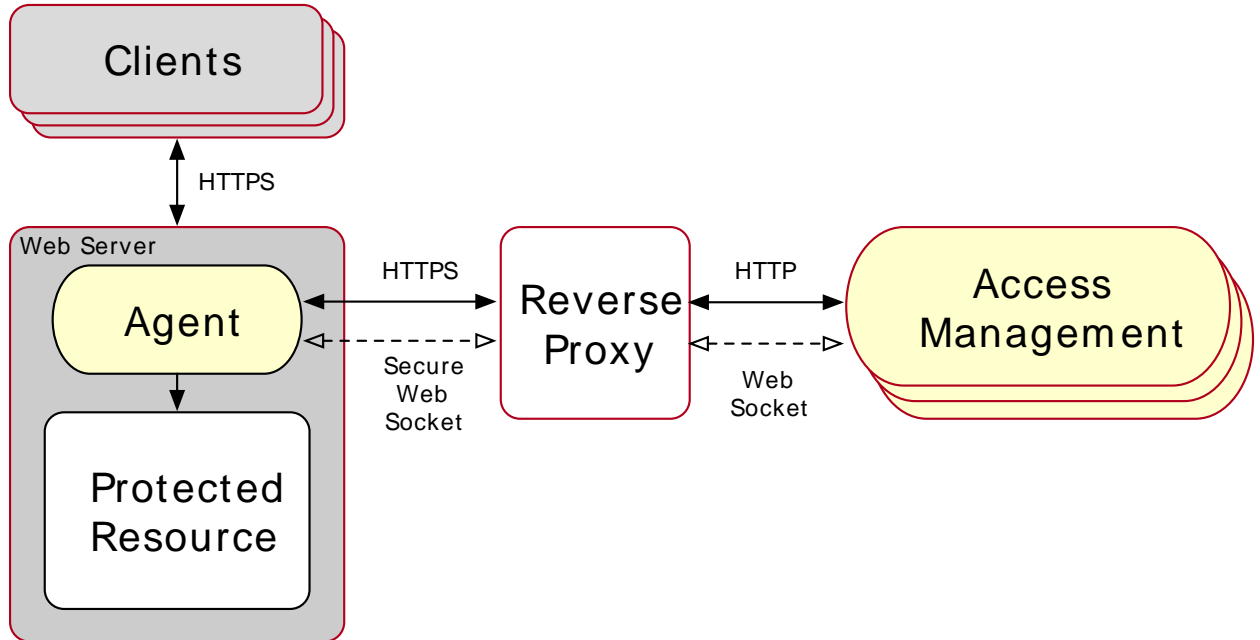 Clients
HTTPS
Web Server
Agent
HTTPS
Secure
Web
Socket
Reverse
Proxy
HTTP
Web
Socket
Access
Management
Protected
Resource